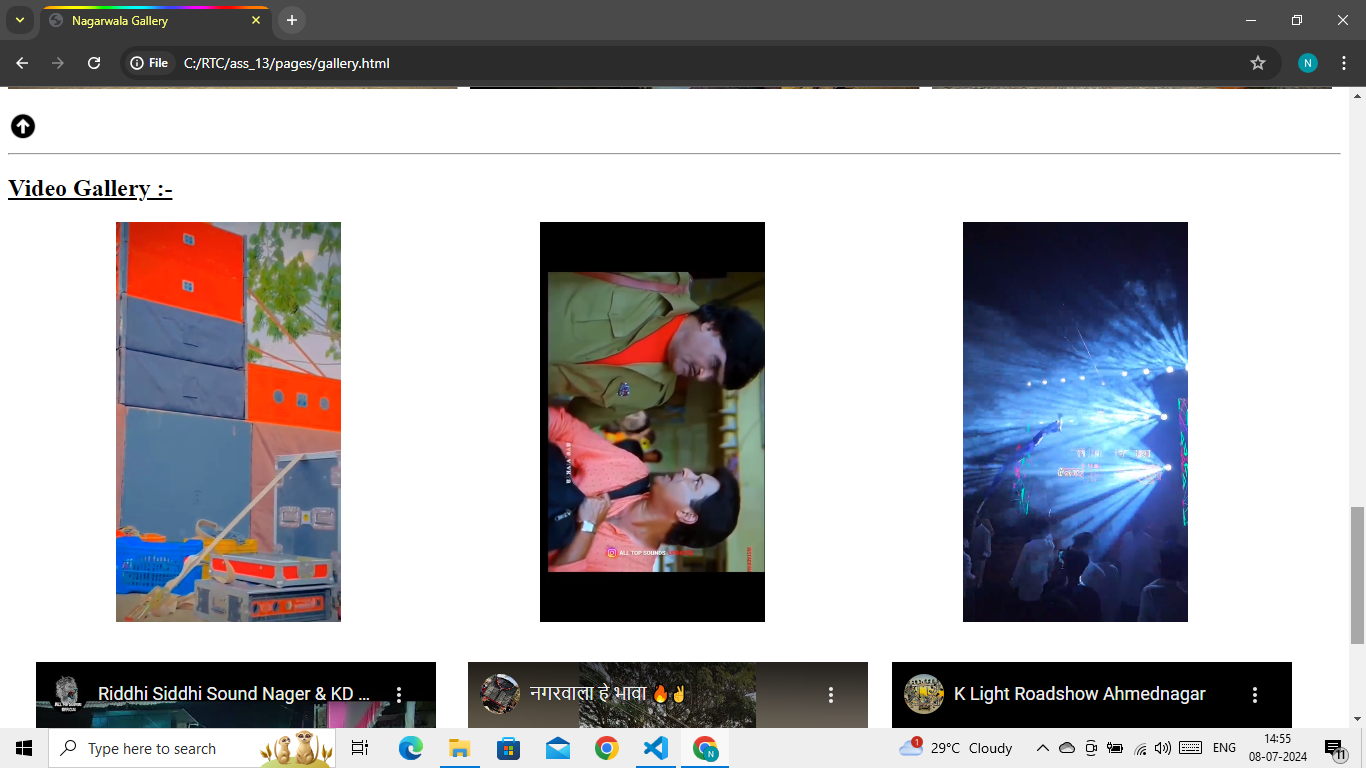 Nagarwala Gallery
File
C:/RTC/ass_13/pages/gallery.html
N
Video Gallery :-
ALL TOP SOUNDS
Riddhi Siddhi Sound Nager & KD ...
नगरवाला हे भावा 🔥✌
K Light Roadshow Ahmednagar
Type here to search
N
1
29°C Cloudy
ENG
14:55
08-07-2024
11